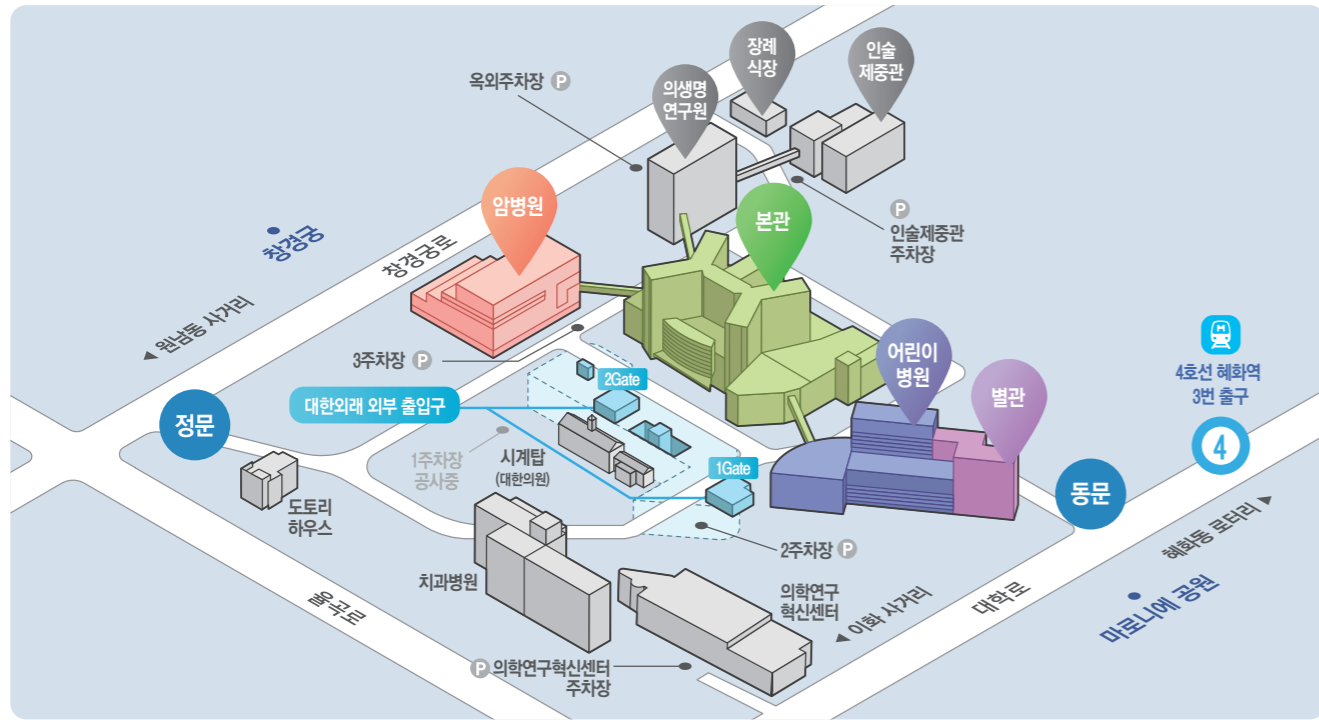 장례
식장
인술
제중관
옥외주차장 P
의생명
연구원
암병원
본관
P
인술제중관
주차장
창경궁
창경궁로
◀ 원남동 사거리
3주차장 P
어린이
병원
별관
4호선 혜화역
3번 출구
4
2Gate
대한외래 외부 출입구
정문
1주차장
공사중
시계탑
(대한의원)
1Gate
동문
도토리
하우스
2주차장 P
혜화동 로터리 ▶
치과병원
의학연구
혁신센터
◀ 이화 사거리
대학로
마로니에 공원
율곡로
P 의학연구혁신센터
주차장